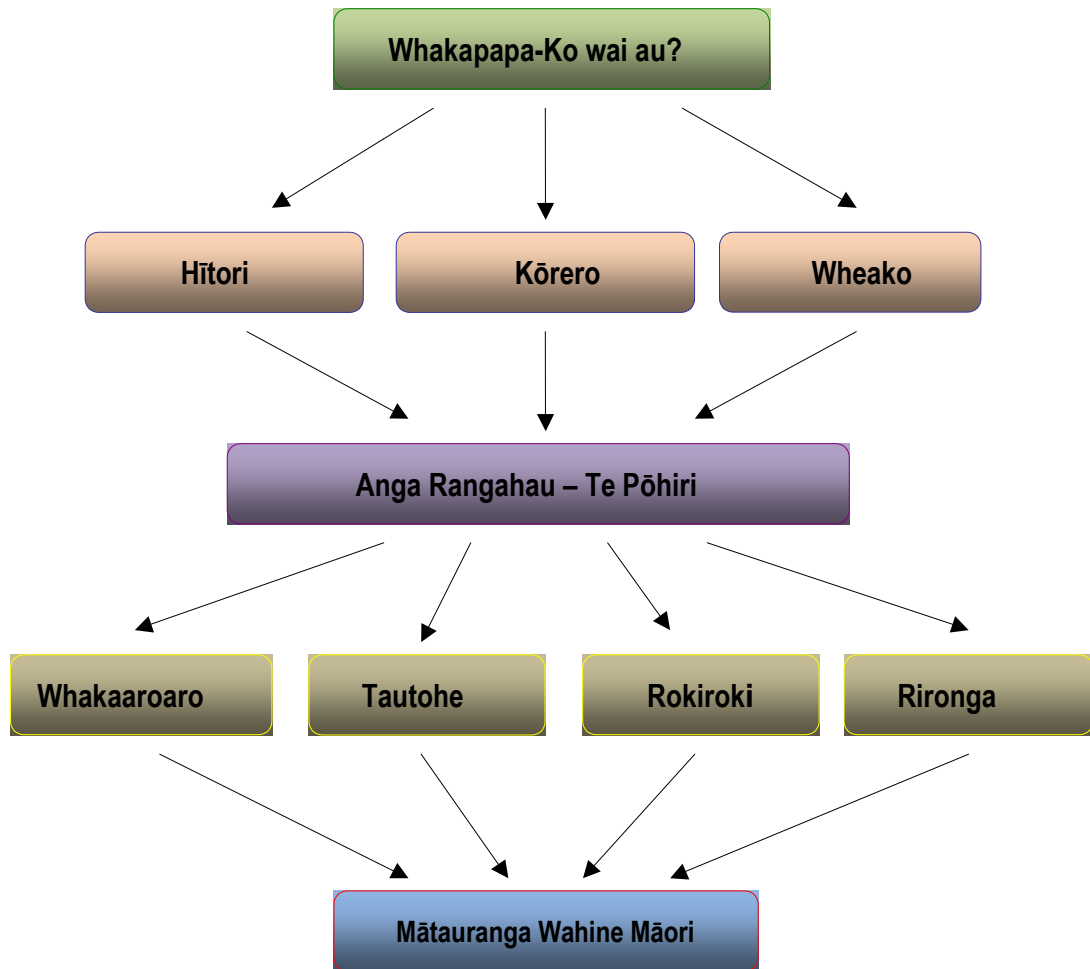 Whakapapa-Ko wai au?
Hītori
Kōrero
Wheako
Anga Rangahau – Te Pōhiri
Whakaaroaro
Tautohe
Rokiroki
Rironga
Mātauranga Wahine Māori